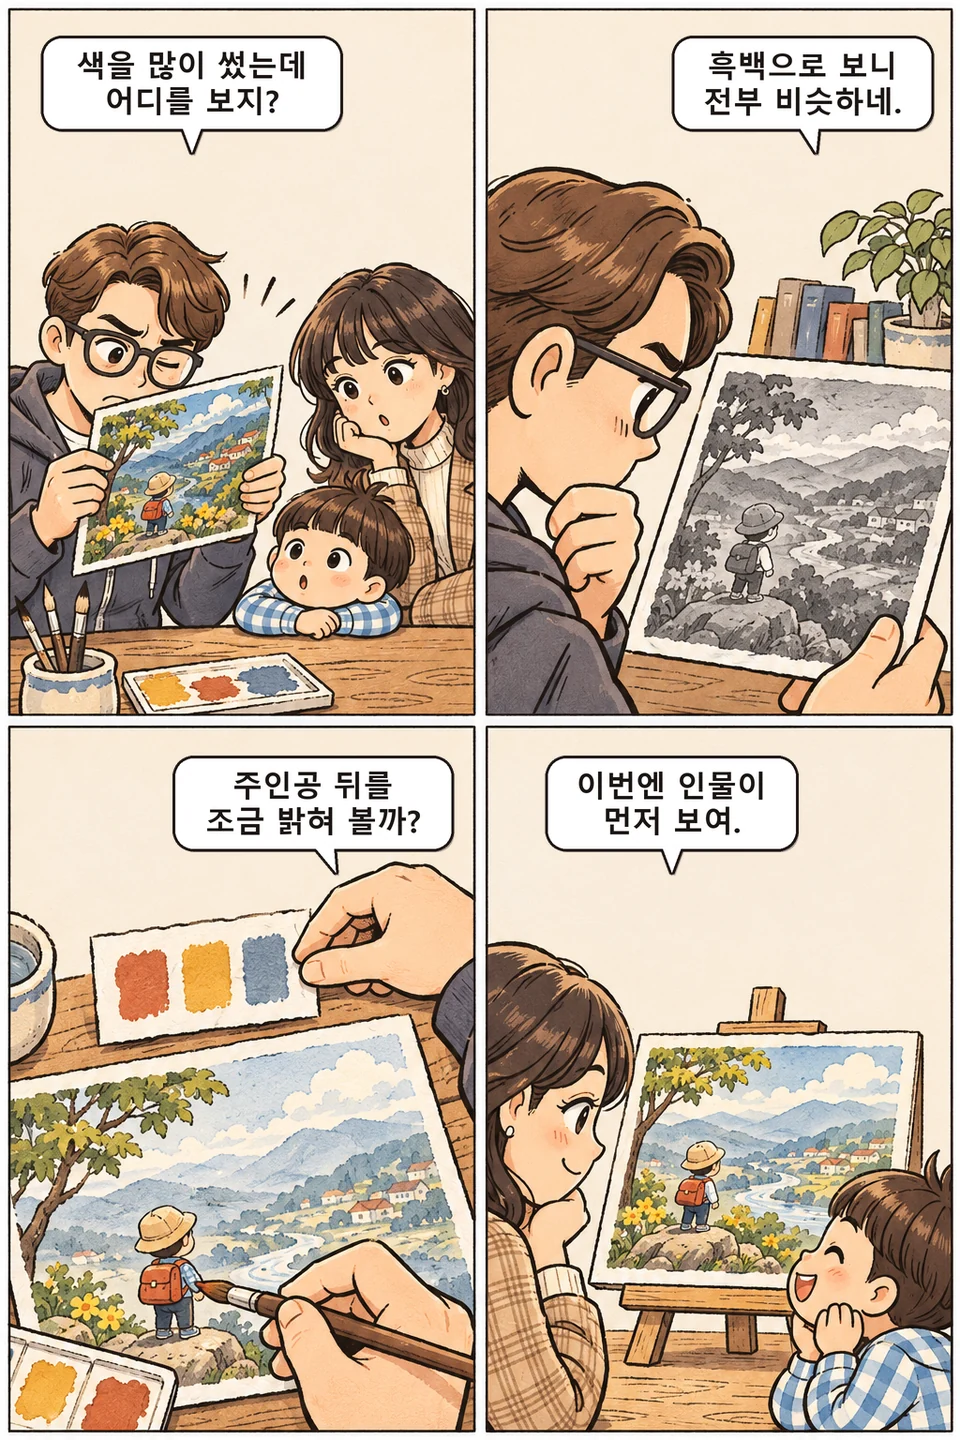 색을 많이 썼는데
어디를 보지?
흑백으로 보니
전부 비슷하네.
주인공 뒤를
조금 밝혀 볼까?
이번엔 인물이
먼저 보여.